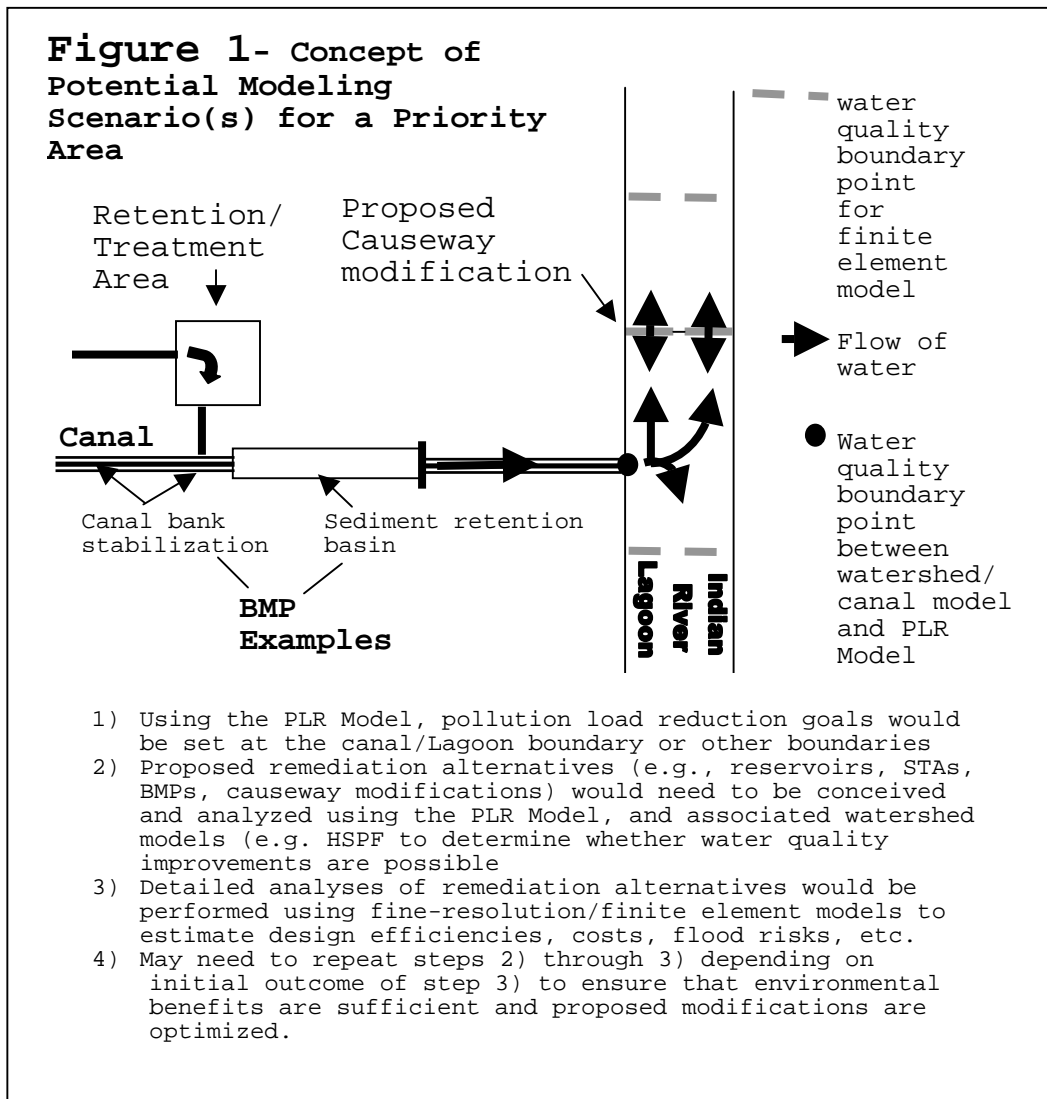 Figure 1- Concept of
Potential Modeling
Scenario(s) for a Priority
Area
Retention/
Treatment
Area
Proposed
Causeway
modification
water
quality
boundary
point
for
finite
element
model
Flow of
water
Water
quality
boundary
point
between
watershed/
canal model
and PLR
Model
Canal
Canal bank
stabilization
Sediment retention
basin
BMP
Examples
Indian
River
Lagoon
1) Using the PLR Model, pollution load reduction goals would
be set at the canal/Lagoon boundary or other boundaries
2) Proposed remediation alternatives (e.g., reservoirs, STAs,
BMPs, causeway modifications) would need to be conceived
and analyzed using the PLR Model, and associated watershed
models (e.g. HSPF to determine whether water quality
improvements are possible
3) Detailed analyses of remediation alternatives would be
performed using fine-resolution/finite element models to
estimate design efficiencies, costs, flood risks, etc.
4) May need to repeat steps 2) through 3) depending on
initial outcome of step 3) to ensure that environmental
benefits are sufficient and proposed modifications are
optimized.